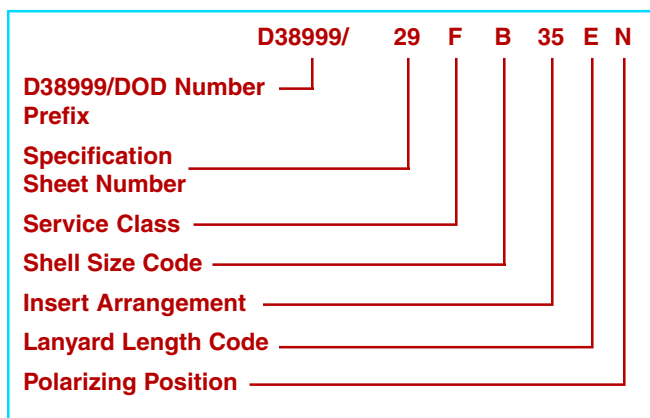 D38999/ 29 F B 35 E N
D38999/DOD Number
Prefix
Specification
Sheet Number
Service Class
Shell Size Code
Insert Arrangement
Lanyard Length Code
Polarizing Position